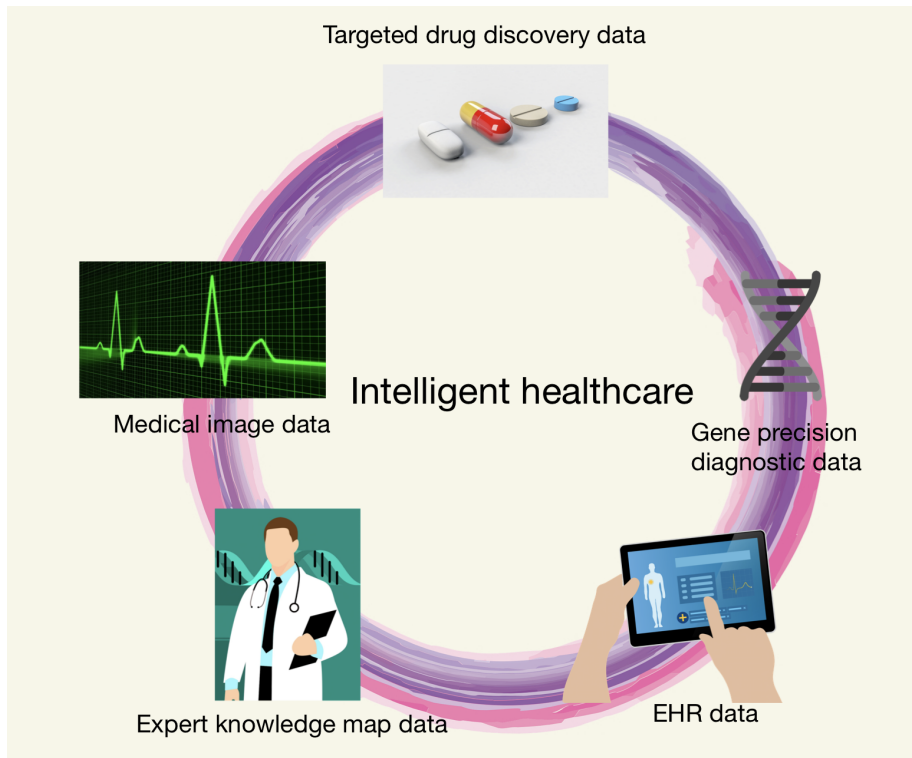 Targeted drug discovery data
Intelligent healthcare
Medical image data
Gene precision
diagnostic data
Expert knowledge map data
EHR data